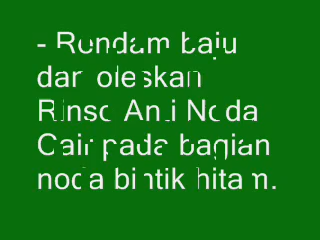 - Rendam baju
dan oleskan
Rinso Anti Noda
Cair pada bagian
noda bintik hitam.